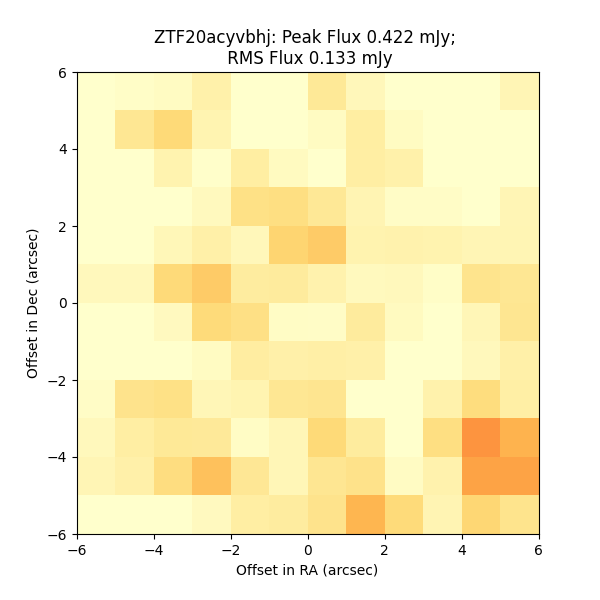 ZTF20acyvbhj: Peak Flux 0.422 mJy;
RMS Flux 0.133 mJy
6
4
2
0
−2
−4
−6
Offset in Dec (arcsec)
−6 −4 −2 0 2 4 6
Offset in RA (arcsec)